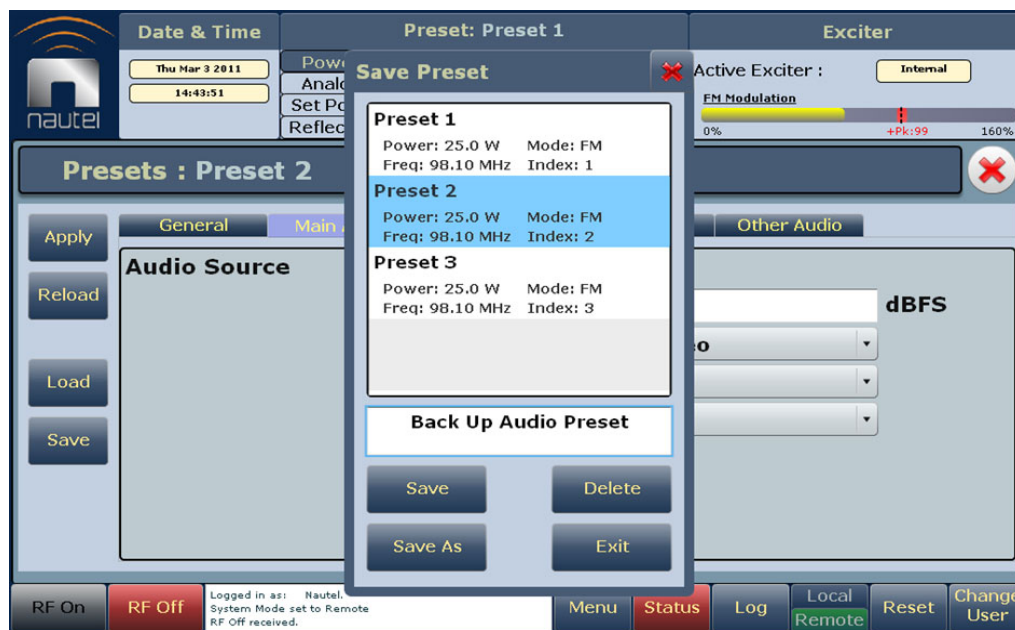 Date & Time
Preset: Preset 1
Exciter
nautel
Thu Mar 3 2011
14:43:51
Set
Active Exciter :
Internal
FM Modulation
0%
+Pk:99
160%
Presets : Preset 2
Apply
Reload
Load
Save
General
Main
Other Audio
Audio Source
dBFS
Save Preset
Preset 1
Power: 25.0 W Mode: FM
Freq: 98.10 MHz Index: 1
Preset 2
Power: 25.0 W Mode: FM
Freq: 98.10 MHz Index: 2
Preset 3
Power: 25.0 W Mode: FM
Freq: 98.10 MHz Index: 3
Back Up Audio Preset
Save
Delete
Save As
Exit
RF On
RF Off
Logged in as: Nautel.
System Mode set to Remote
RF Off received.
Menu
Status
Log
Local
Remote
Reset
Change User